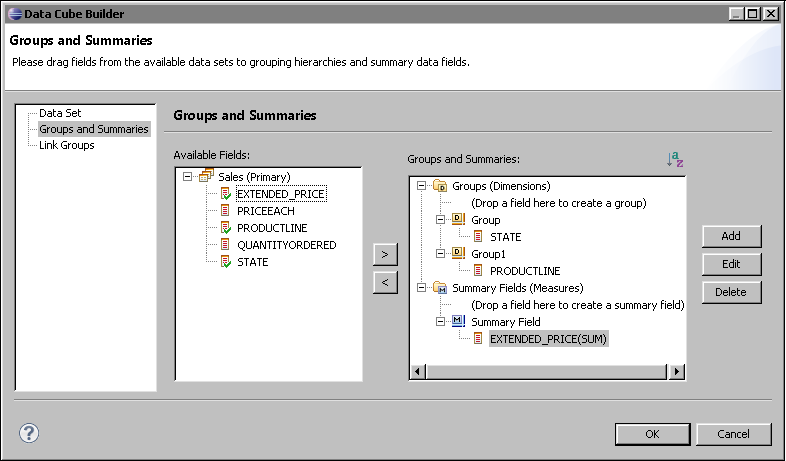 Data Cube Builder
Groups and Summaries
Please drag fields from the available data sets to grouping hierarchies and summary data fields.
Data Set
Groups and Summaries
Link Groups
Groups and Summaries
Available Fields:
Sales (Primary)
EXTENDED_PRICE
PRICEEACH
PRODUCTLINE
QUANTITYORDERED
STATE
>
<
Groups and Summaries:
Groups (Dimensions)
(Drop a field here to create a group)
Group
STATE
Group1
PRODUCTLINE
Summary Fields (Measures)
(Drop a field here to create a summary field)
Summary Field
EXTENDED_PRICE(SUM)
Add
Edit
Delete
OK
Cancel